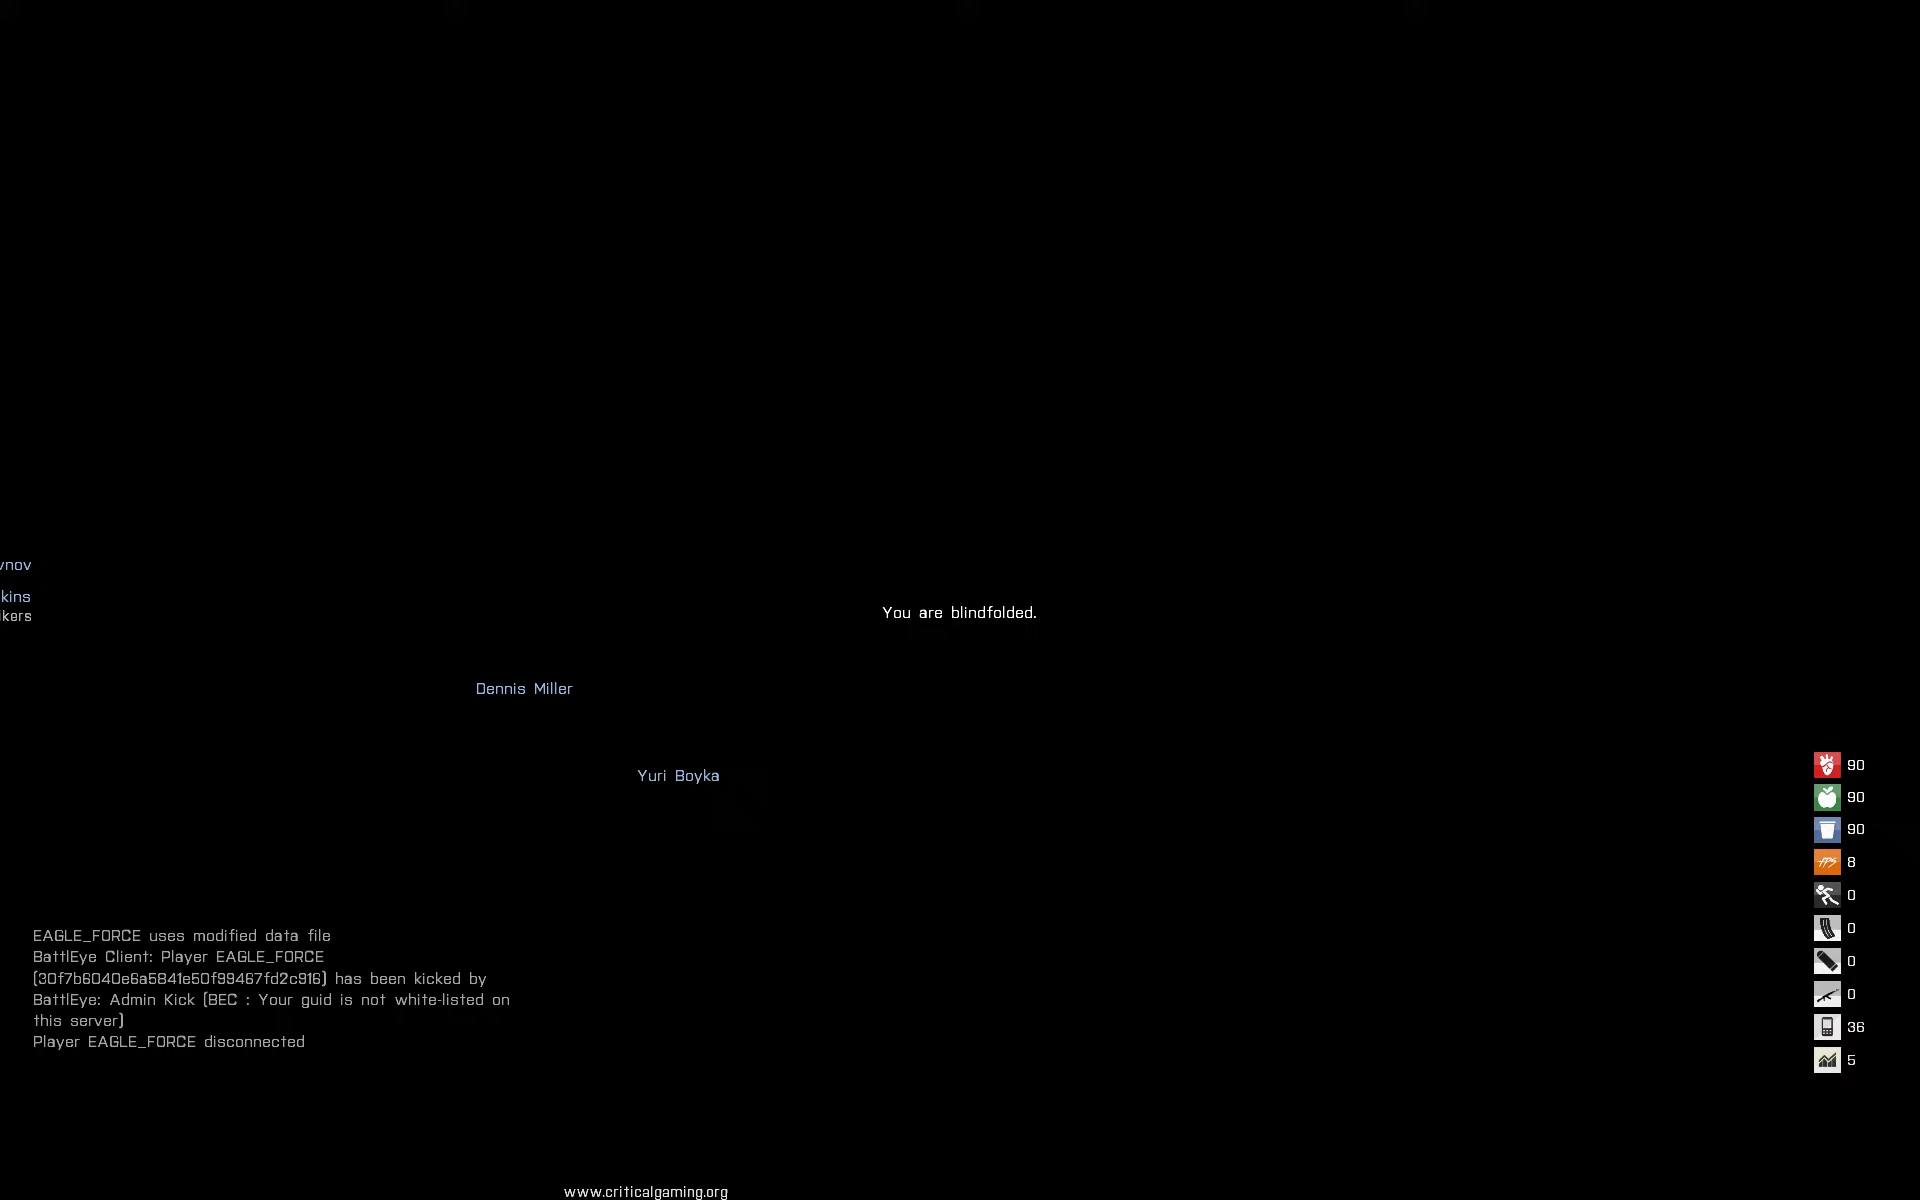 vnov
kins
ikers
You are blindfolded.
Dennis Miller
Yuri Boyka
90
90
90
FPS 8
0
0
0
0
36
5
EAGLE_FORCE uses modified data file
BattlEye Client: Player EAGLE_FORCE
(30f7b6040e6a5841e50f99467fd2c916) has been kicked by
BattlEye: Admin Kick (BEC : Your guid is not white-listed on
this server)
Player EAGLE_FORCE disconnected
www.criticalgaming.org